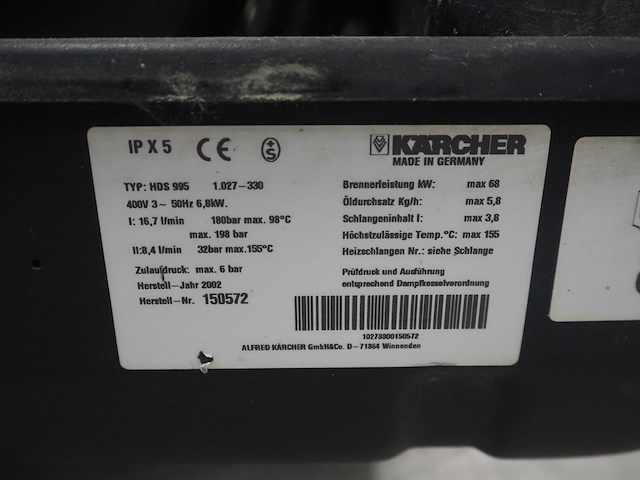 IP X 5 CE +S KÄRCHER
MADE IN GERMANY
TYP: HDS 995 1.027-330
400V 3~ 50Hz 6,8kW.
I: 16,7 l/min 180bar max. 98°C
max. 198 bar
II:8,4 l/min 32bar max.155°C
Zulaufdruck: max. 6 bar
Herstell-Jahr 2002
Herstell-Nr. 150572
Brennerleistung kW: max 68
Öldurchsatz Kg/h: max 5,8
Schlangeninhalt l: max 3,8
Höchstzulässige Temp.°C: max 155
Heizschlangen Nr.: siehe Schlange
Prüfdruck und Ausführung
entsprechend Dampfkesselverordnung
10273300150572
ALFRED KÄRCHER GmbH&Co. D-71364 Winnenden